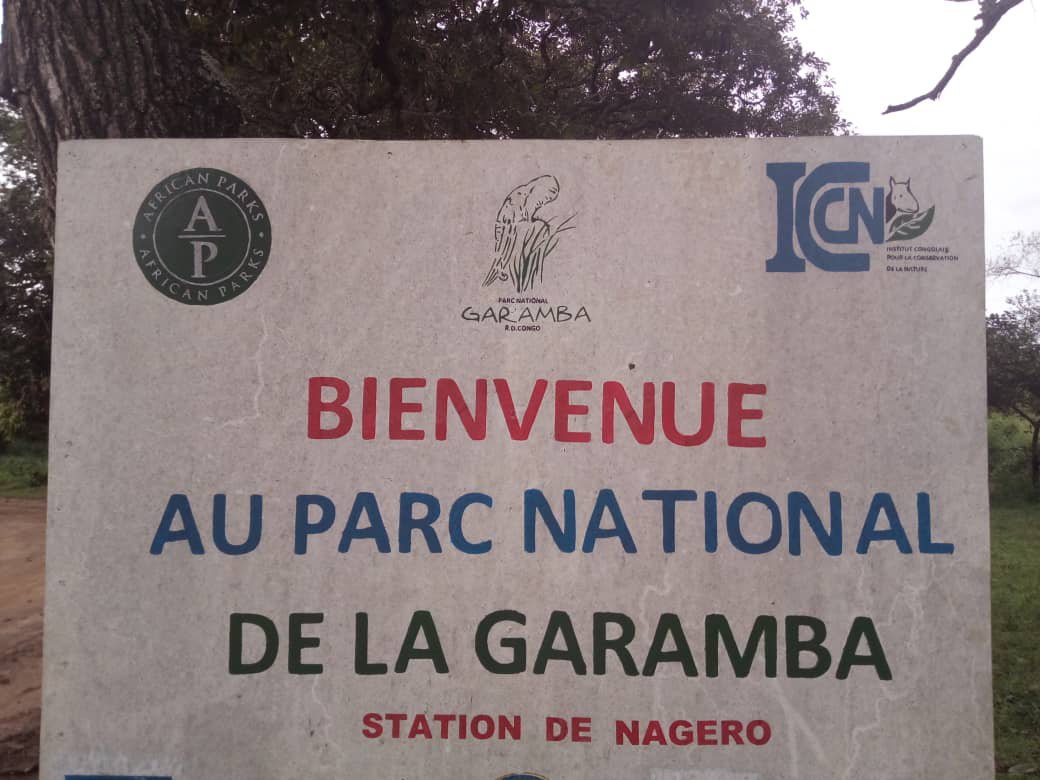 AFRICAN PARKS
A
P
AFRICAN PARKS
PARC NATIONAL
GARAMBA
R.D.CONGO
ICCN
INSTITUT CONGOLAIS
POUR LA CONSERVATION
DE LA NATURE
BIENVENUE
AU PARC NATIONAL
DE LA GARAMBA
STATION DE NAGERO